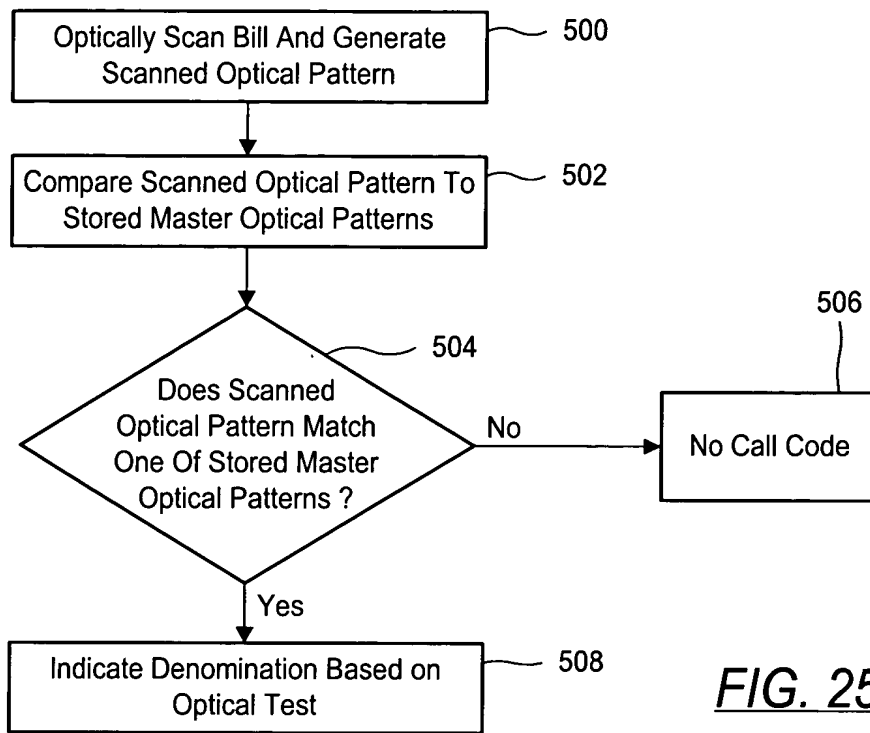 Optically Scan Bill And Generate
Scanned Optical Pattern
500
Compare Scanned Optical Pattern To
Stored Master Optical Patterns
502
504
Does Scanned
Optical Pattern Match
One Of Stored Master
Optical Patterns ?
No
506
No Call Code
Yes
Indicate Denomination Based on
Optical Test
508
FIG. 25